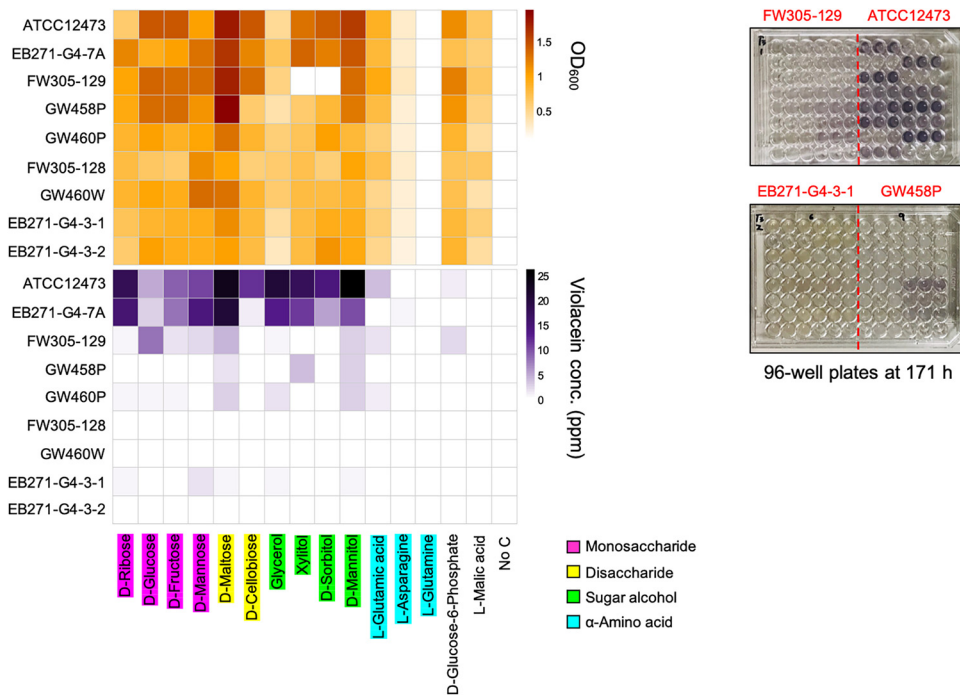 ATCC12473
EB271-G4-7A
FW305-129
GW458P
GW460P
FW305-128
GW460W
EB271-G4-3-1
EB271-G4-3-2
1.5
1
0.5
OD600
ATCC12473
EB271-G4-7A
FW305-129
GW458P
GW460P
FW305-128
GW460W
EB271-G4-3-1
EB271-G4-3-2
25
20
15
10
5
0
Violacein conc. (ppm)
D-Ribose
D-Glucose
D-Fructose
D-Mannose
D-Maltose
D-Cellobiose
Glycerol
Xylitol
D-Sorbitol
D-Mannitol
L-Glutamic acid
L-Asparagine
L-Glutamine
D-Glucose-6-Phosphate
L-Malic acid
No C
Monosaccharide
Disaccharide
Sugar alcohol
α-Amino acid
FW305-129 ATCC12473
EB271-G4-3-1 GW458P
96-well plates at 171 h